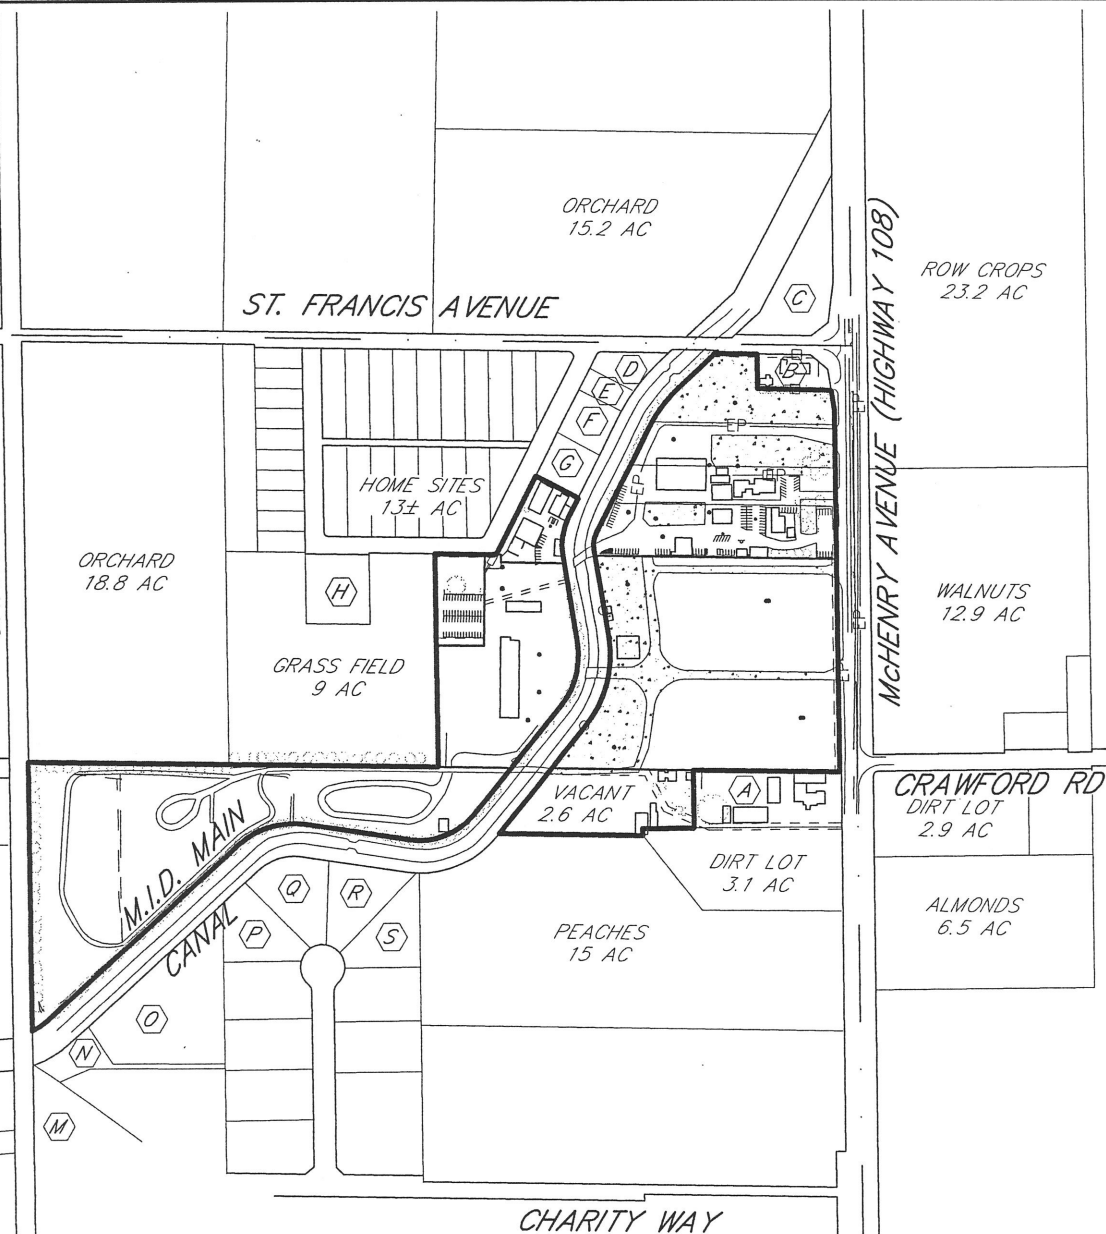 ORCHARD
15.2 AC
ROW CROPS
23.2 AC
C
ST. FRANCIS AVENUE
McHENRY AVENUE (HIGHWAY 108)
D
B
E
F
EP
G
EP
EP
HOME SITES
13± AC
ORCHARD
18.8 AC
H
WALNUTS
12.9 AC
GRASS FIELD
9 AC
VACANT
2.6 AC
A
CRAWFORD RD
DIRT LOT
2.9 AC
M.I.D. MAIN
CANAL
DIRT LOT
3.1 AC
Q
R
P
S
PEACHES
15 AC
ALMONDS
6.5 AC
O
N
M
CHARITY WAY